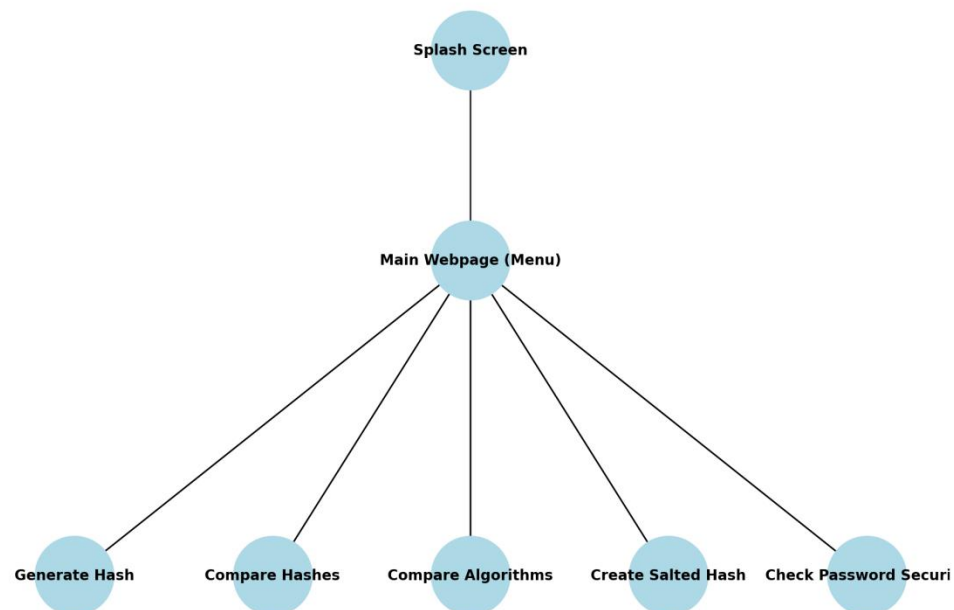 Splash Screen
Main Webpage (Menu)
Generate Hash
Compare Hashes
Compare Algorithms
Create Salted Hash
Check Password Securi